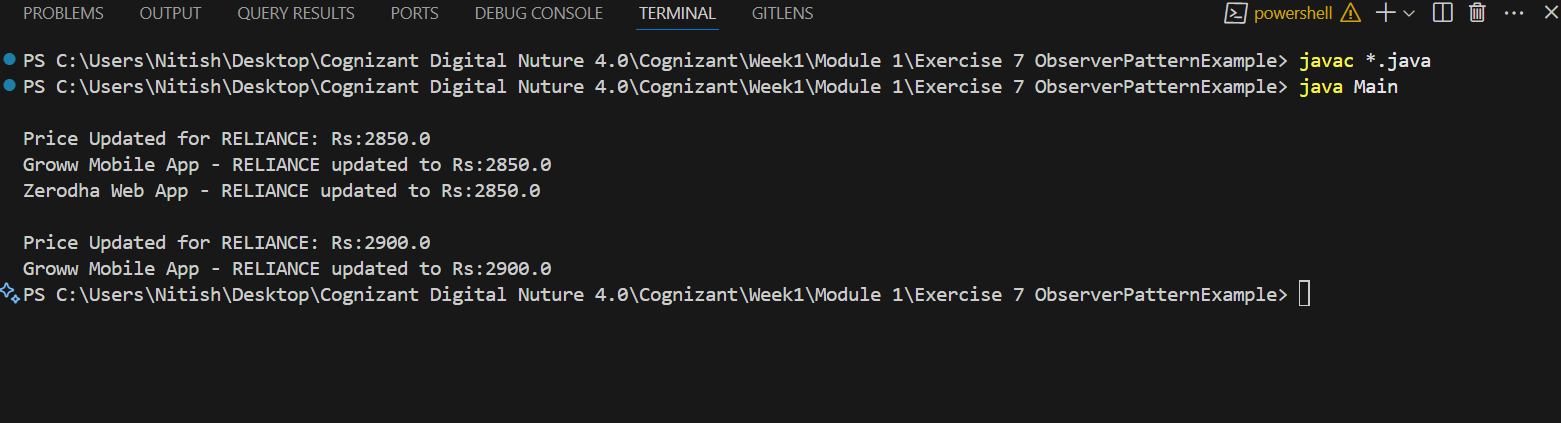 PROBLEMS OUTPUT QUERY RESULTS PORTS DEBUG CONSOLE TERMINAL GITLENS powershell
PS C:\Users\Nitish\Desktop\Cognizant Digital Nuture 4.0\Cognizant\Week1\Module 1\Exercise 7 ObserverPatternExample> javac *.java
PS C:\Users\Nitish\Desktop\Cognizant Digital Nuture 4.0\Cognizant\Week1\Module 1\Exercise 7 ObserverPatternExample> java Main
Price Updated for RELIANCE: Rs:2850.0
Groww Mobile App - RELIANCE updated to Rs:2850.0
Zerodha Web App - RELIANCE updated to Rs:2850.0
Price Updated for RELIANCE: Rs:2900.0
Groww Mobile App - RELIANCE updated to Rs:2900.0
PS C:\Users\Nitish\Desktop\Cognizant Digital Nuture 4.0\Cognizant\Week1\Module 1\Exercise 7 ObserverPatternExample>